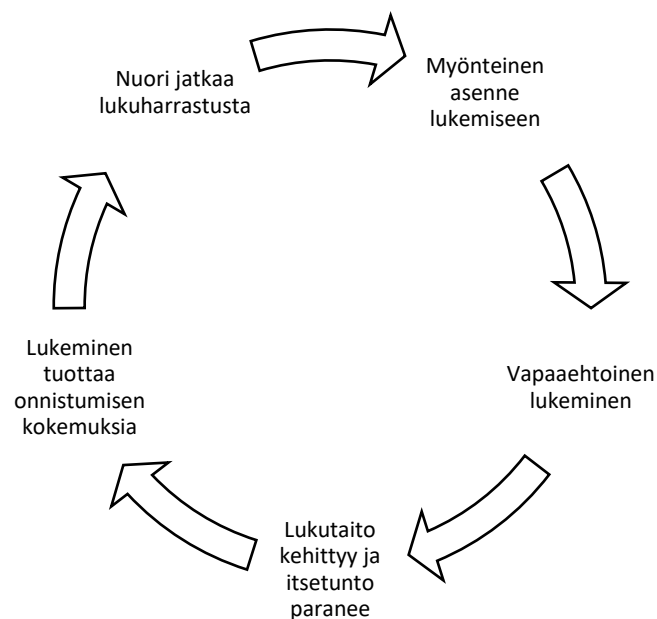 Nuori jatkaa
lukuharrastusta
Myönteinen
asenne
lukemiseen
Vapaaehtoinen
lukeminen
Lukutaito
kehittyy ja
itsetunto
paranee
Lukeminen
tuottaa
onnistumisen
kokemuksia